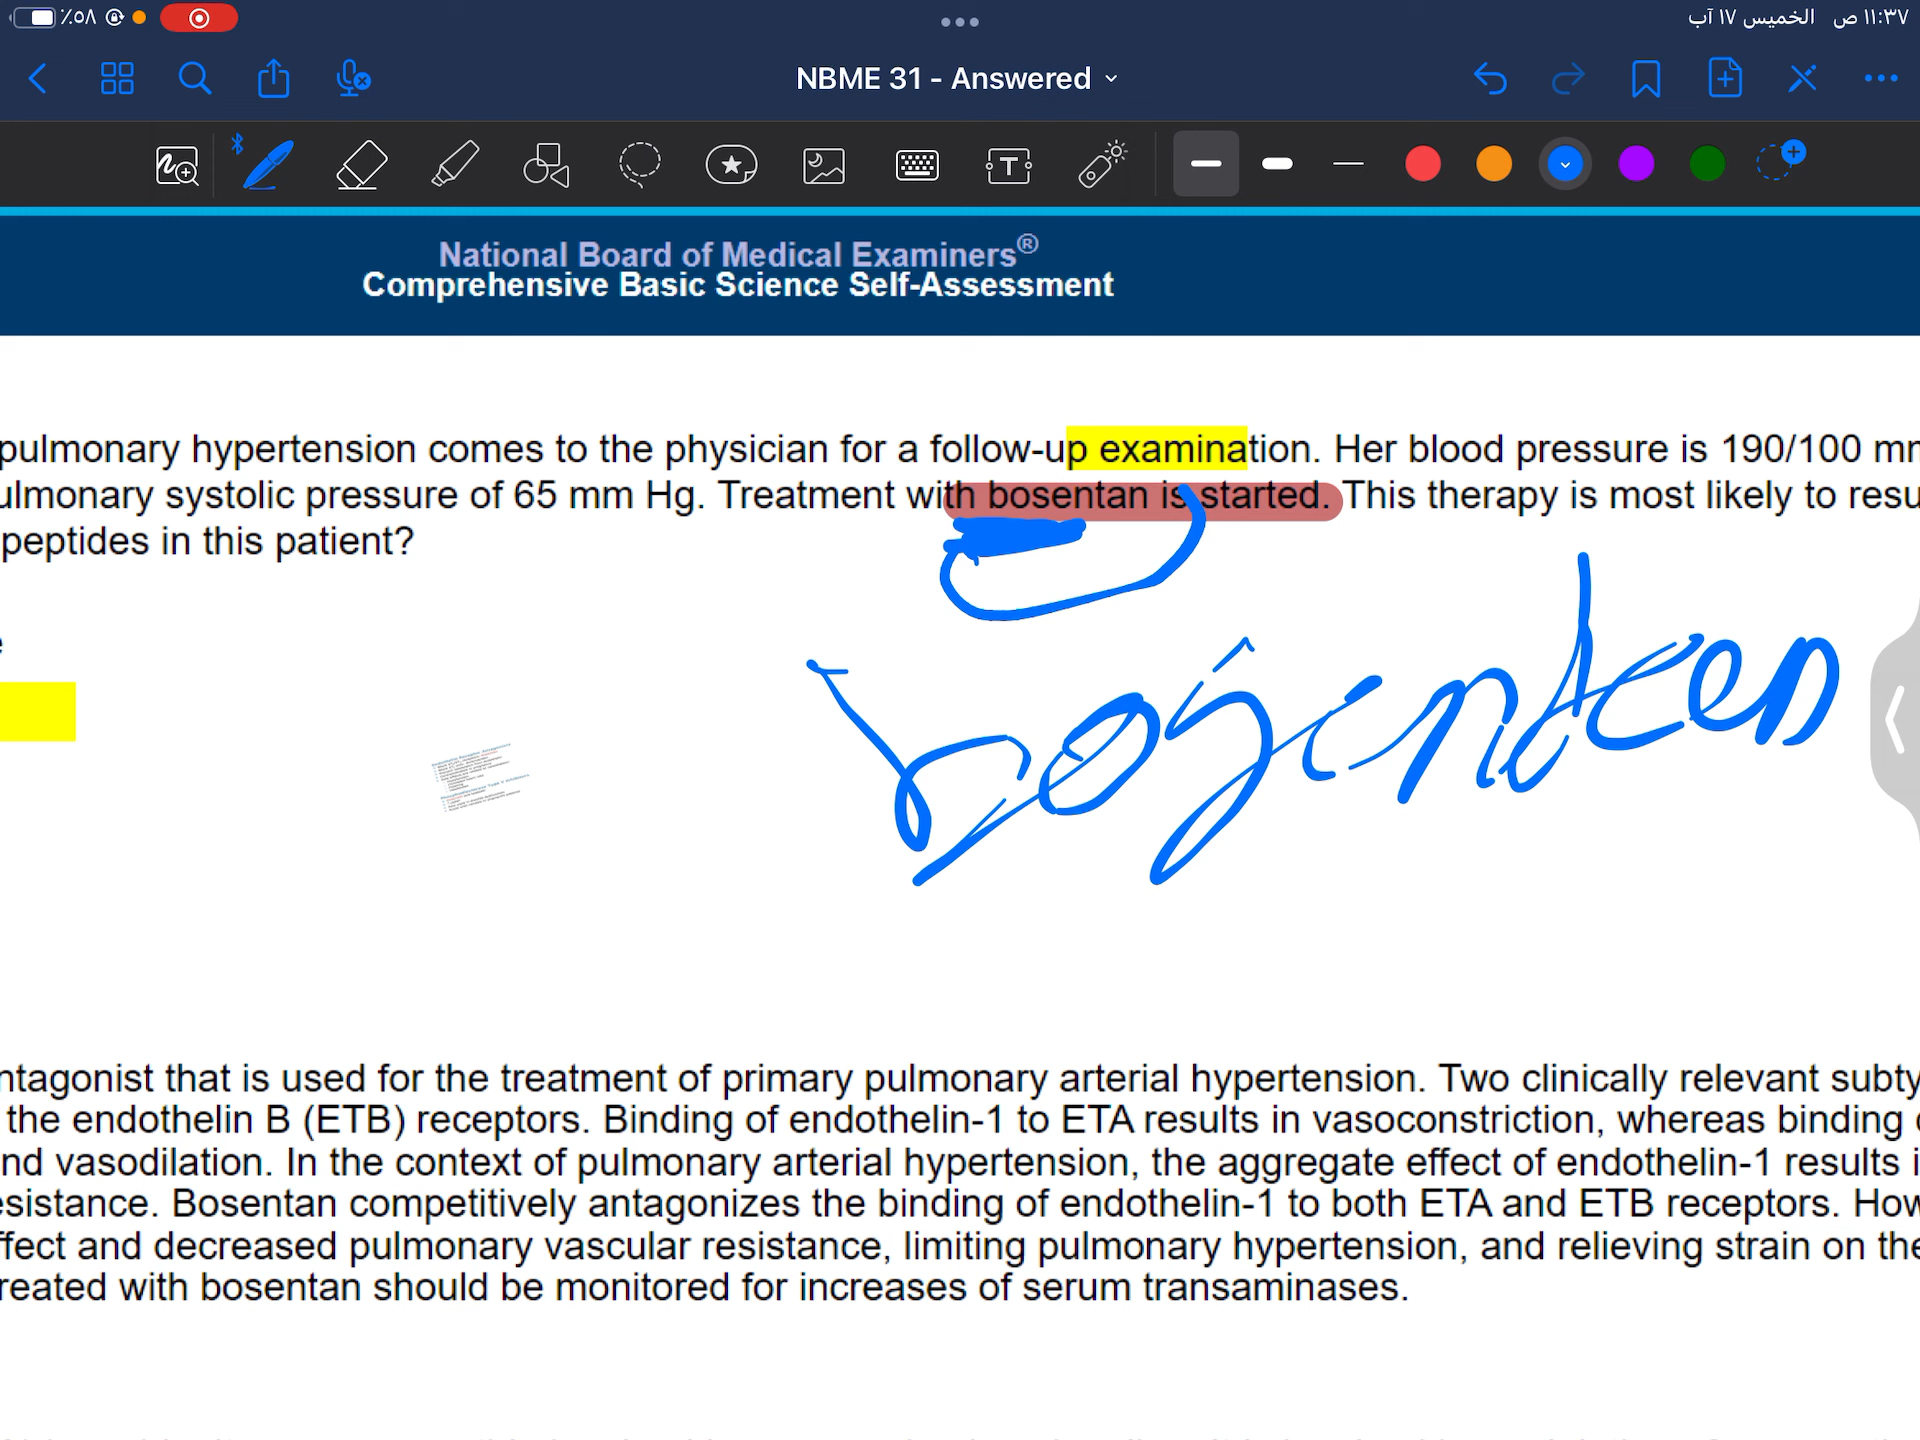 ٪٥٨
١١:٣٧ ص الخميس ١٧ آب
NBME 31 - Answered
T
National Board of Medical Examiners®
Comprehensive Basic Science Self-Assessment
pulmonary hypertension comes to the physician for a follow-up examination. Her blood pressure is 190/100 mm
ulmonary systolic pressure of 65 mm Hg. Treatment with bosentan is started. This therapy is most likely to resu
peptides in this patient?
e
ntagonist that is used for the treatment of primary pulmonary arterial hypertension. Two clinically relevant subty
the endothelin B (ETB) receptors. Binding of endothelin-1 to ETA results in vasoconstriction, whereas binding o
nd vasodilation. In the context of pulmonary arterial hypertension, the aggregate effect of endothelin-1 results i
esistance. Bosentan competitively antagonizes the binding of endothelin-1 to both ETA and ETB receptors. How
ffect and decreased pulmonary vascular resistance, limiting pulmonary hypertension, and relieving strain on the
reated with bosentan should be monitored for increases of serum transaminases.